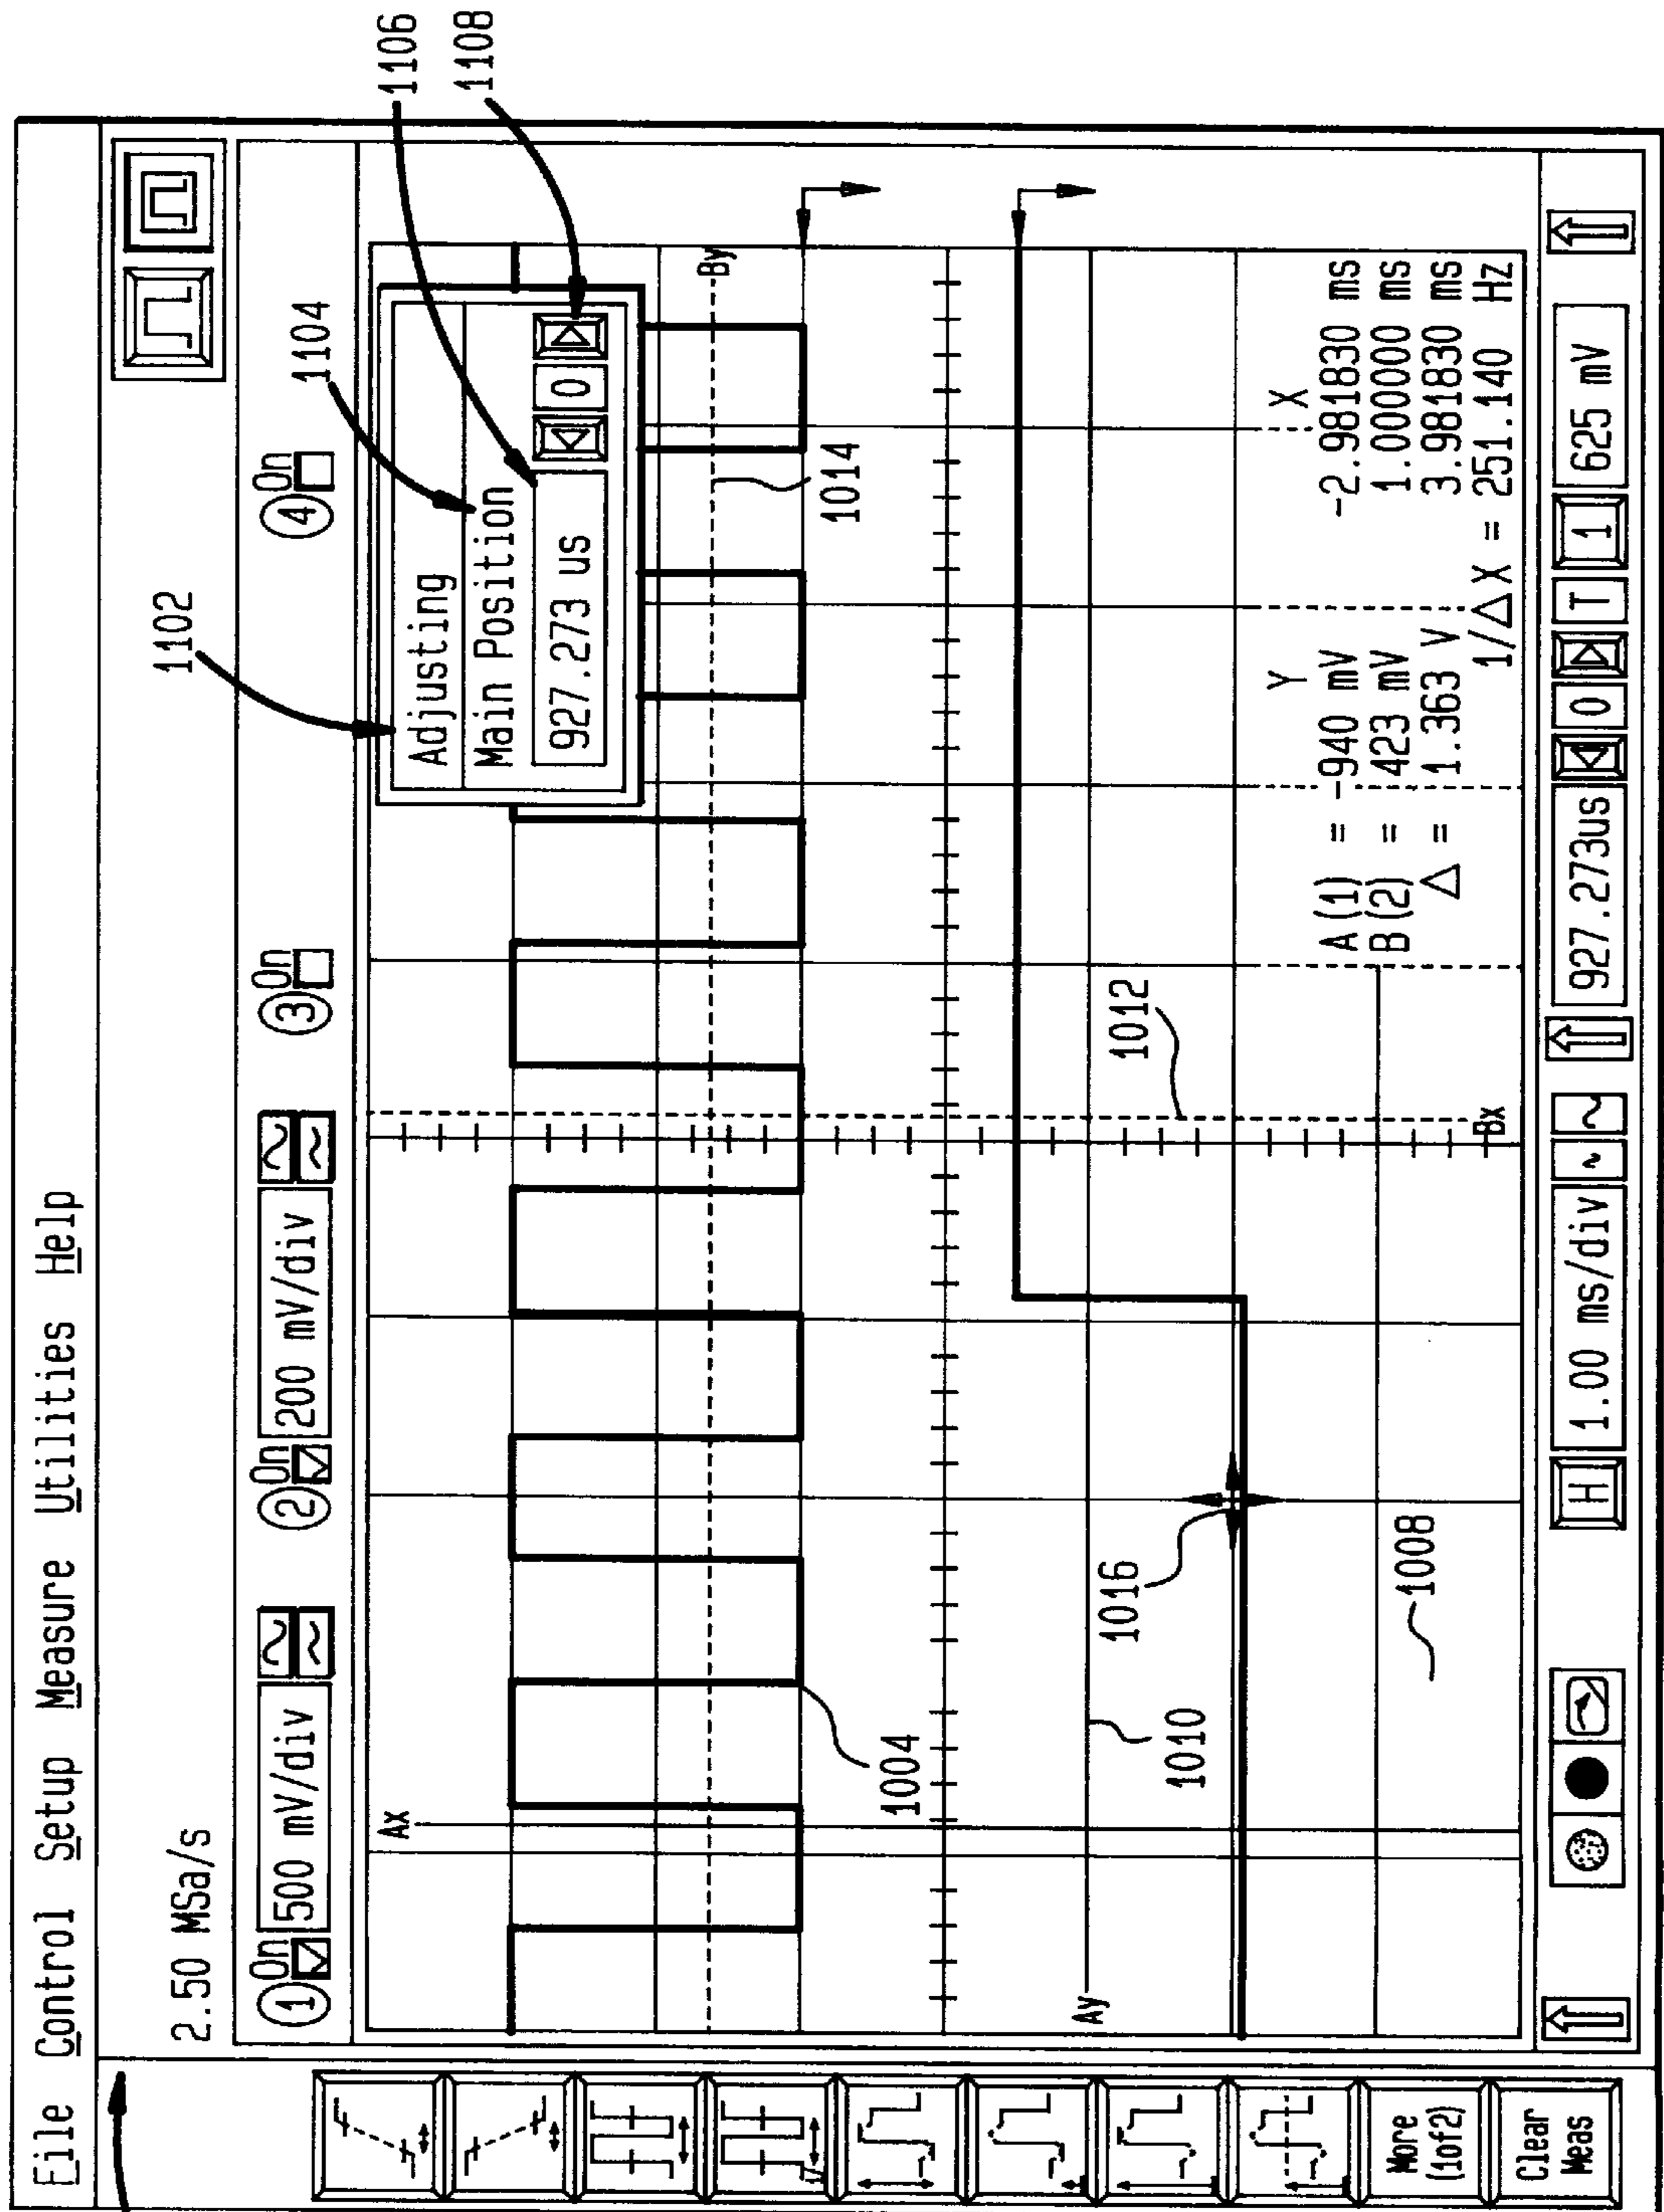 File Control Setup Measure Utilities Help
2.50 MSa/s
1 On 500 mV/div
2 On 200 mV/div
3 On
4 On
1102
1104
1106
1108
Adjusting
Main Position
927.273 us
0
Ax
By
1014
1004
1012
1010
1016
1008
Ay
Bx
Y X
A (1) = -940 mV -2.981830 ms
B (2) = 423 mV 1.000000 ms
△ = 1.363 V 3.981830 ms
1/△X = 251.140 Hz
More
(1of2)
Clear
Meas
H 1.00 ms/div
927.273us 0 T 1 625 mV